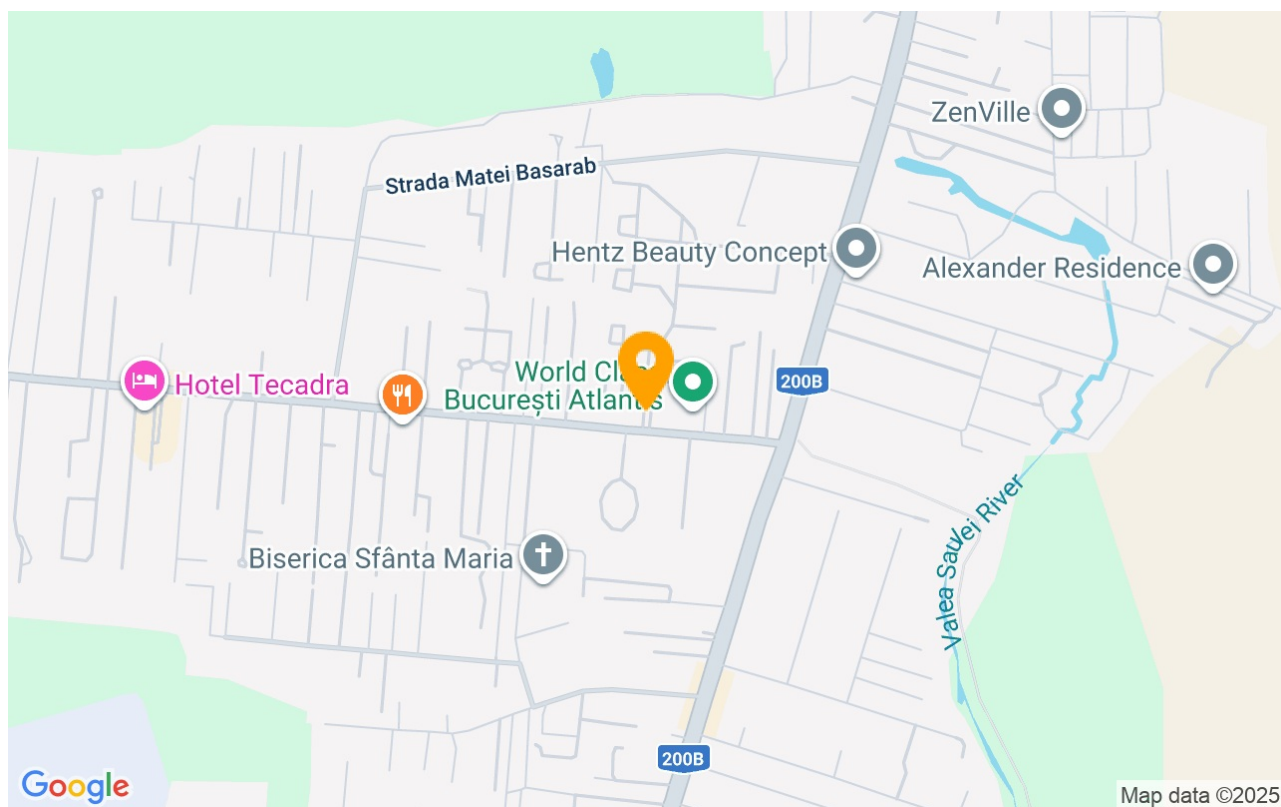 ZenVille
Strada Matei Basarab
Hentz Beauty Concept
Alexander Residence
Hotel Tecadra
World
București Atlantis
200B
Biserica Sfânta Maria
Valea Saulei River
200B
Google
Map data ©2025